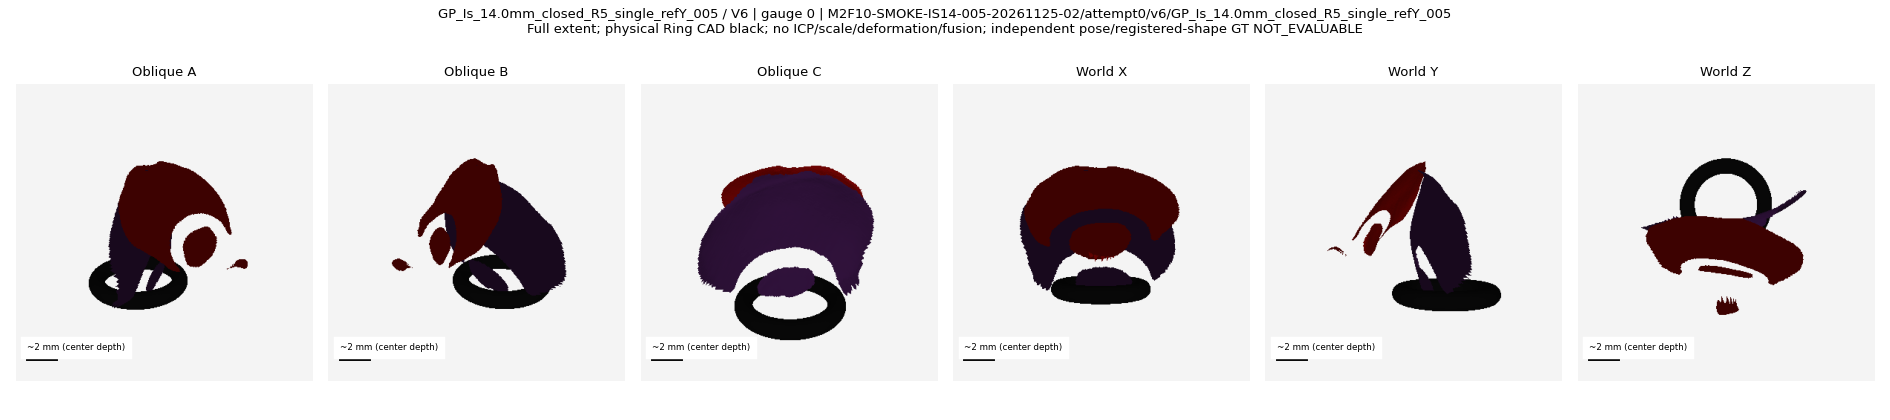 GP_Is_14.0mm_closed_R5_single_refY_005 / V6 | gauge 0 | M2F10-SMOKE-IS14-005-20261125-02/attempt0/v6/GP_Is_14.0mm_closed_R5_single_refY_005
Full extent; physical Ring CAD black; no ICP/scale/deformation/fusion; independent pose/registered-shape GT NOT_EVALUABLE
Oblique A
Oblique B
Oblique C
World X
World Y
World Z
~2 mm (center depth)
~2 mm (center depth)
~2 mm (center depth)
~2 mm (center depth)
~2 mm (center depth)
~2 mm (center depth)